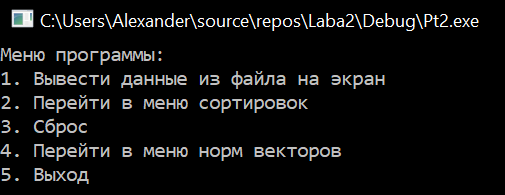 C:\Users\Alexander\source\repos\Laba2\Debug\Pt2.exe
Меню программы:
1. Вывести данные из файла на экран
2. Перейти в меню сортировок
3. Сброс
4. Перейти в меню норм векторов
5. Выход